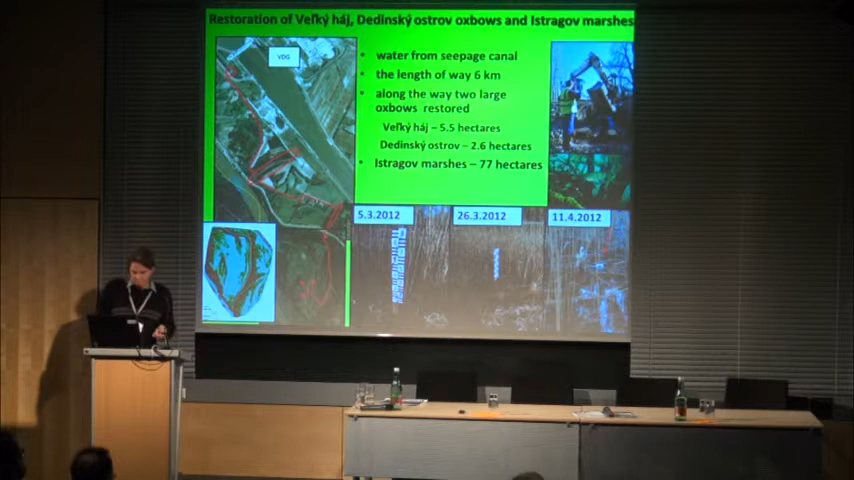 Restoration of Veľký háj, Dedinský ostrov oxbows and Istragov marshes
VDG
• water from seepage canal
• the length of way 6 km
• along the way two large
oxbows restored
Veľký háj – 5.5 hectares
Dedinský ostrov – 2.6 hectares
• Istragov marshes – 77 hectares
5.3.2012
26.3.2012
11.4.2012